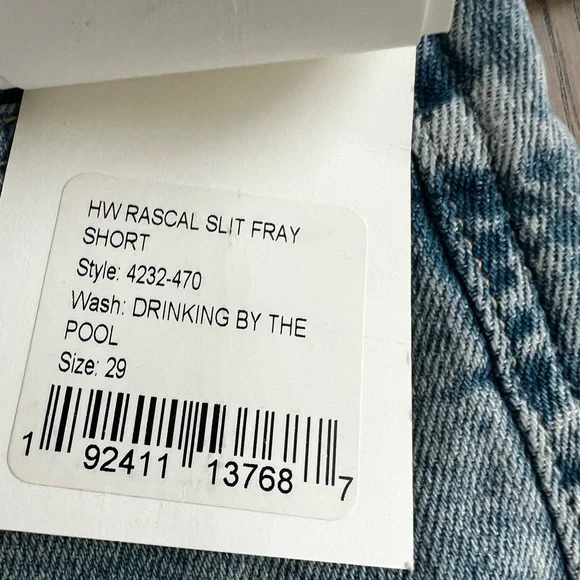 HW RASCAL SLIT FRAY
SHORT
Style: 4232-470
Wash: DRINKING BY THE
POOL
Size: 29
1 92411 13768 7